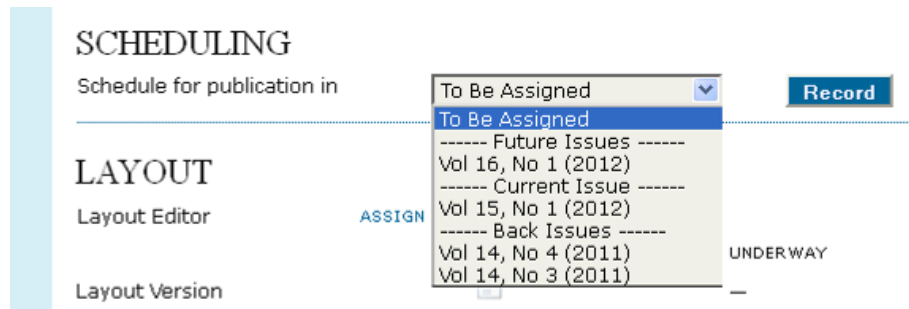 SCHEDULING
Schedule for publication in To Be Assigned Record
To Be Assigned
------ Future Issues ------
Vol 16, No 1 (2012)
------ Current Issue ------
Vol 15, No 1 (2012)
------ Back Issues ------
Vol 14, No 4 (2011)
Vol 14, No 3 (2011)
LAYOUT
Layout Editor ASSIGN
UNDERWAY
Layout Version —